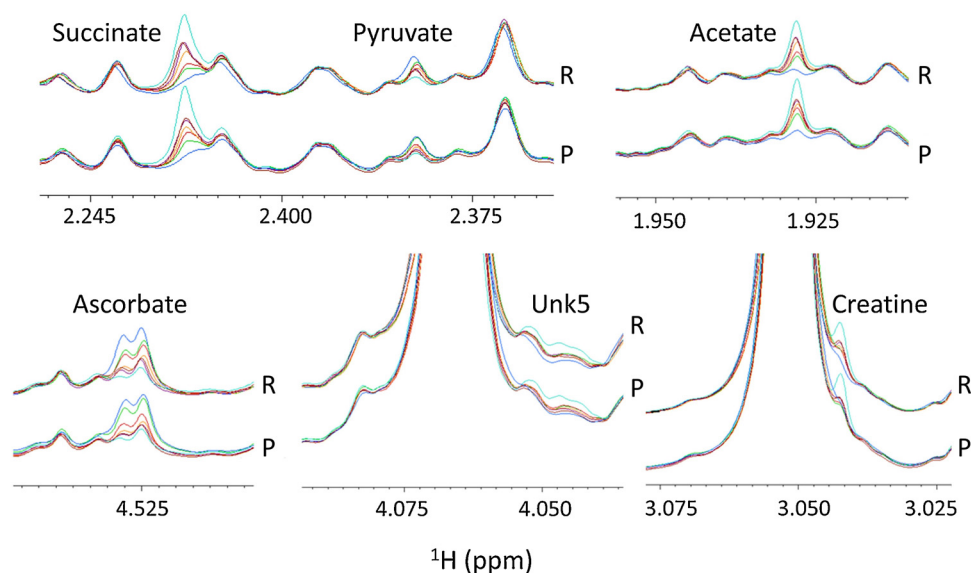 Succinate Pyruvate Acetate
R R
P P
2.245 2.400 2.375 1.950 1.925
Ascorbate Unk5 Creatine
R R R
P P P
4.525 4.075 4.050 3.075 3.050 3.025
¹H (ppm)